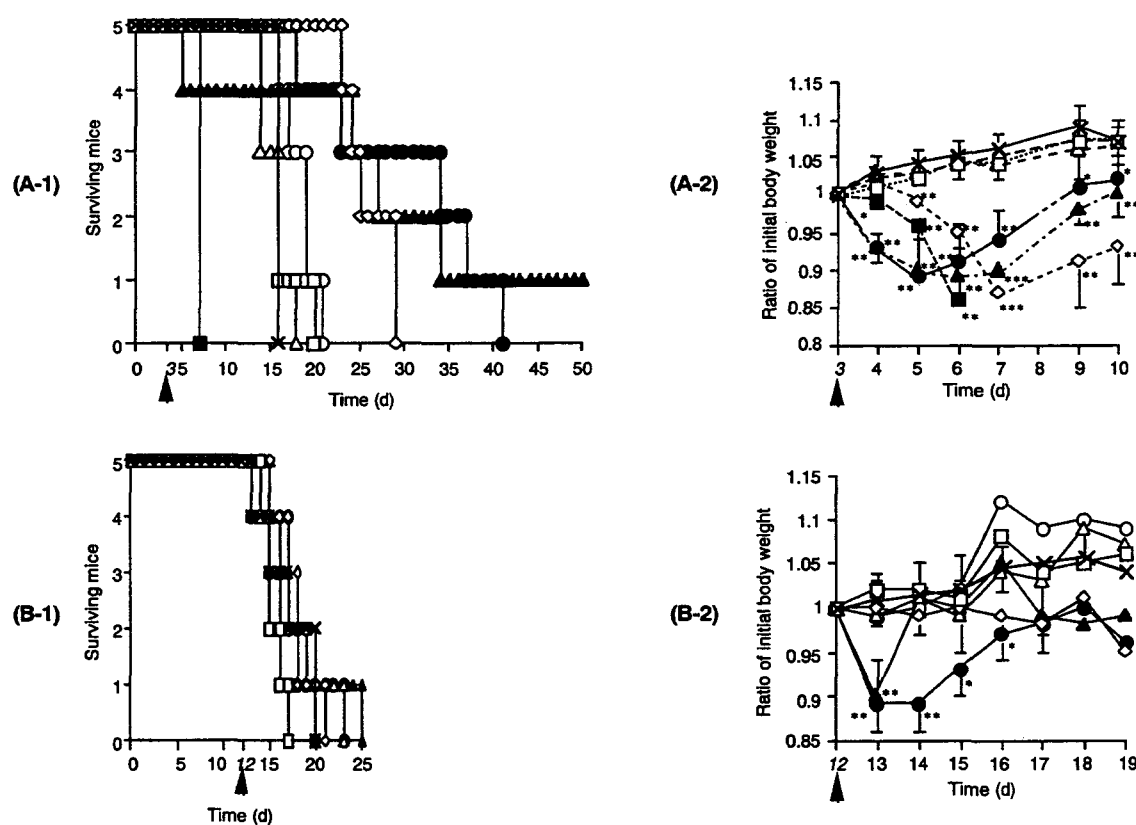 (A-1)
Surviving mice
5
4
3
2
1
0
0 35 10 15 20 25 30 35 40 45 50
Time (d)
(A-2)
Ratio of initial body weight
1.15
1.1
1.05
1
0.95
0.9
0.85
0.8
3 4 5 6 7 8 9 10
Time (d)
* ** ** ** ** ** ** ** ** *** ** * ** ** * **
(B-1)
Surviving mice
5
4
3
2
1
0
0 5 10 12 15 20 25
Time (d)
(B-2)
Ratio of initial body weight
1.15
1.1
1.05
1
0.95
0.9
0.85
12 13 14 15 16 17 18 19
Time (d)
** ** ** * *